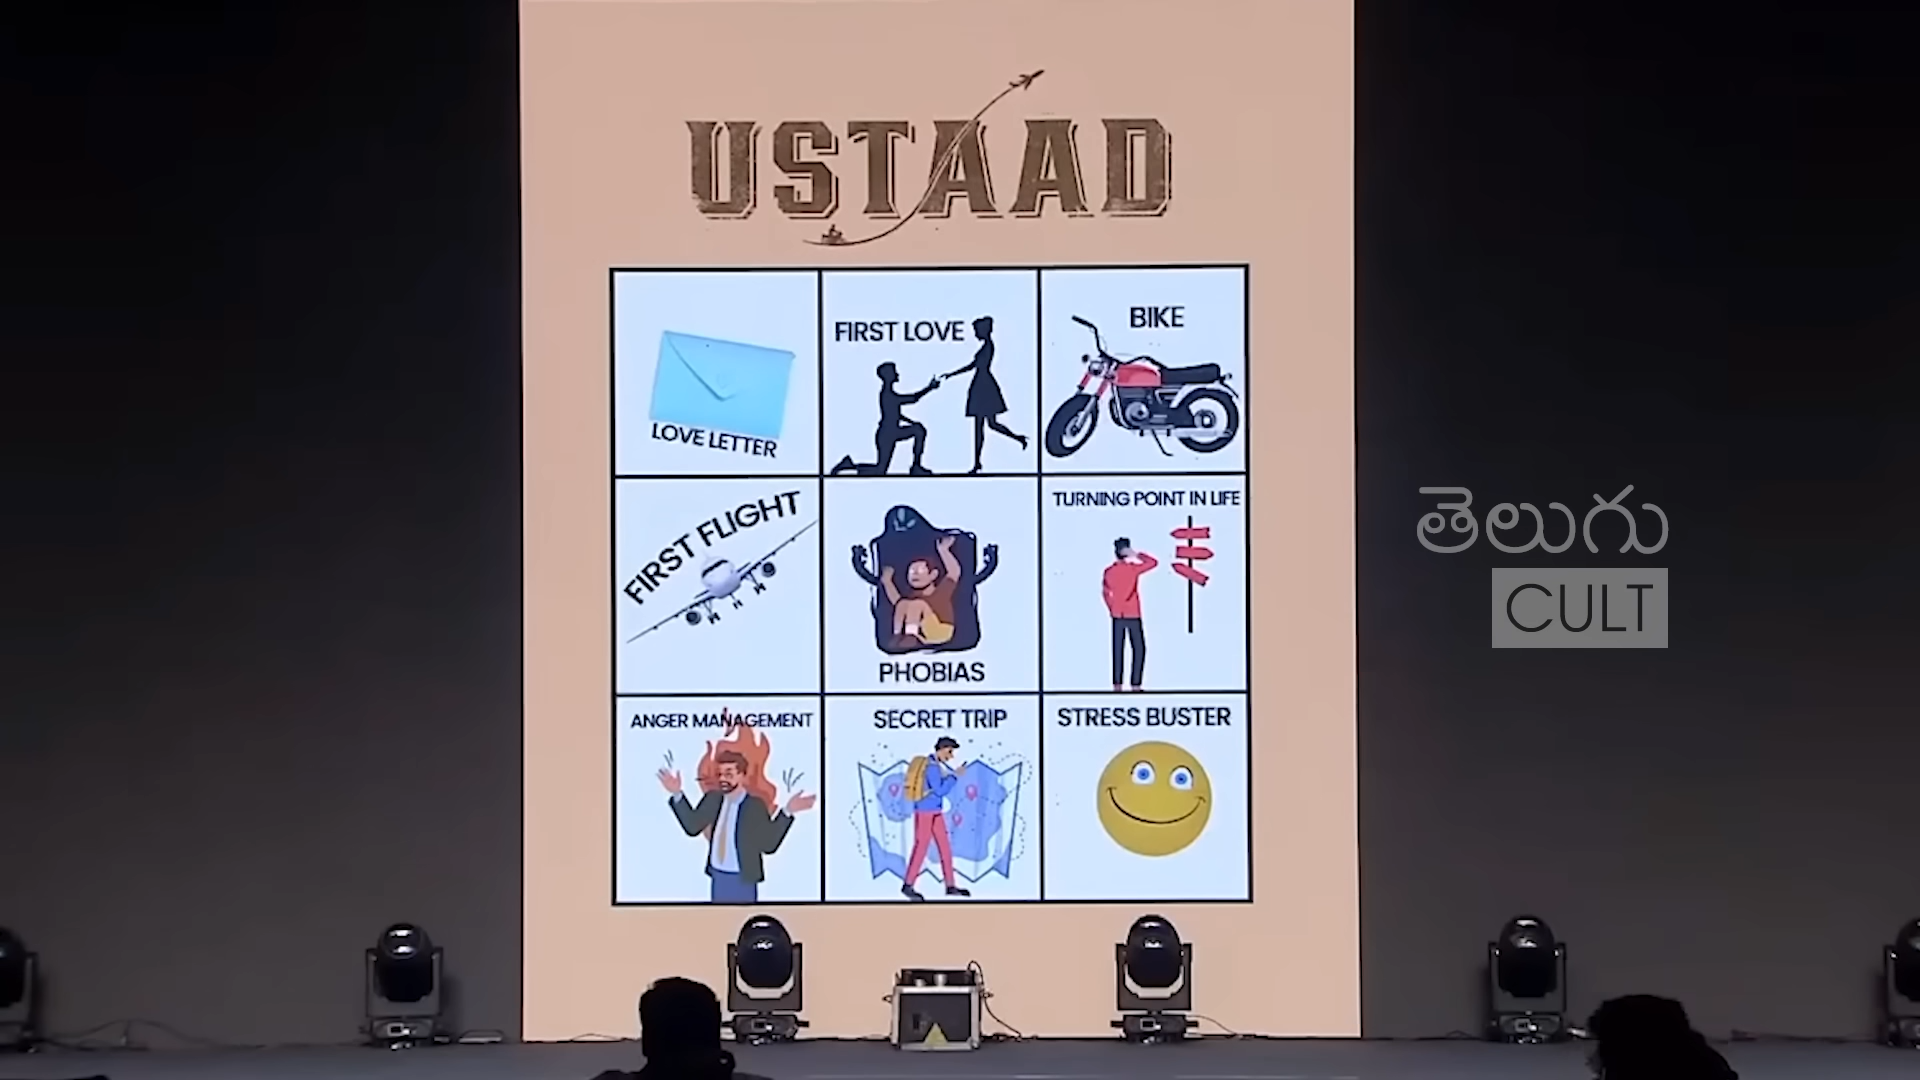 USTAAD
LOVE LETTER
FIRST LOVE
BIKE
FIRST FLIGHT
PHOBIAS
TURNING POINT IN LIFE
ANGER MANAGEMENT
SECRET TRIP
STRESS BUSTER
తెలుగు
CULT